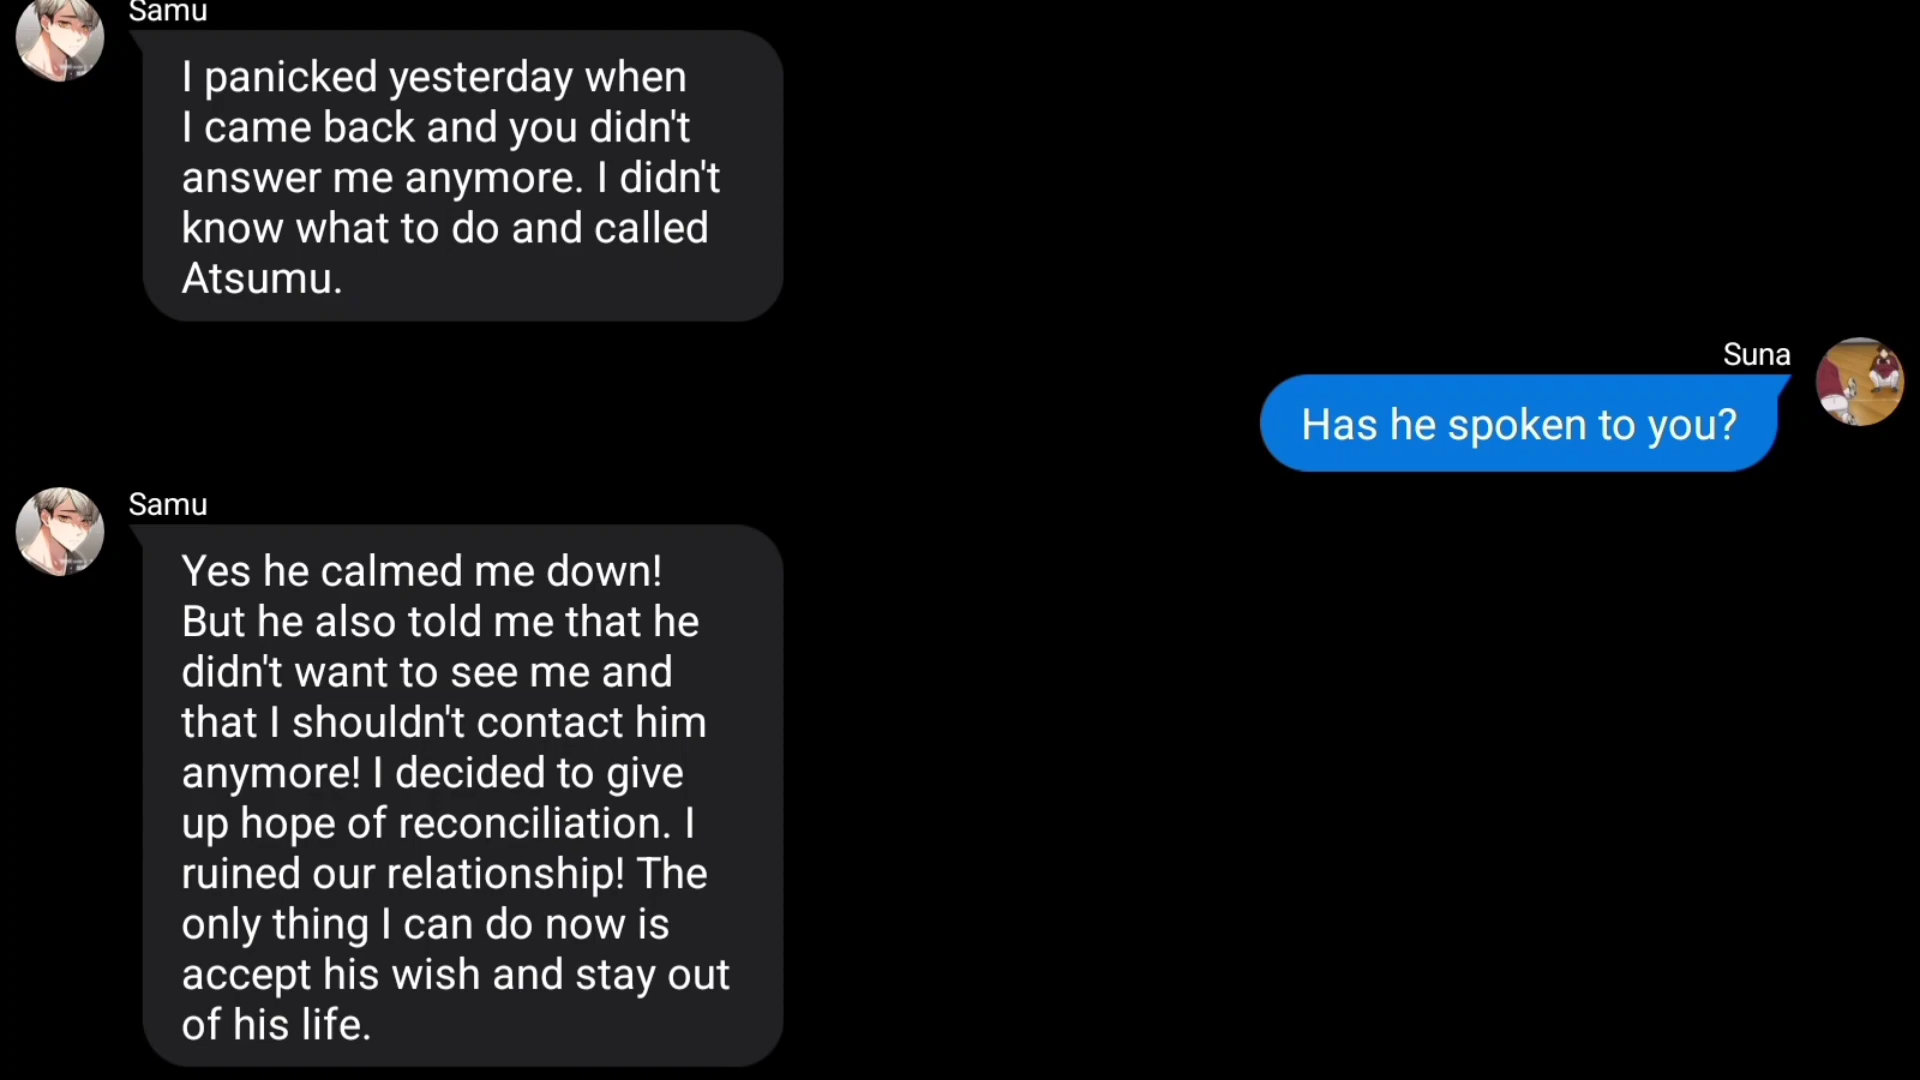 Samu
I panicked yesterday when
I came back and you didn't
answer me anymore. I didn't
know what to do and called
Atsumu.
Suna
Has he spoken to you?
Samu
Yes he calmed me down!
But he also told me that he
didn't want to see me and
that I shouldn't contact him
anymore! I decided to give
up hope of reconciliation. I
ruined our relationship! The
only thing I can do now is
accept his wish and stay out
of his life.